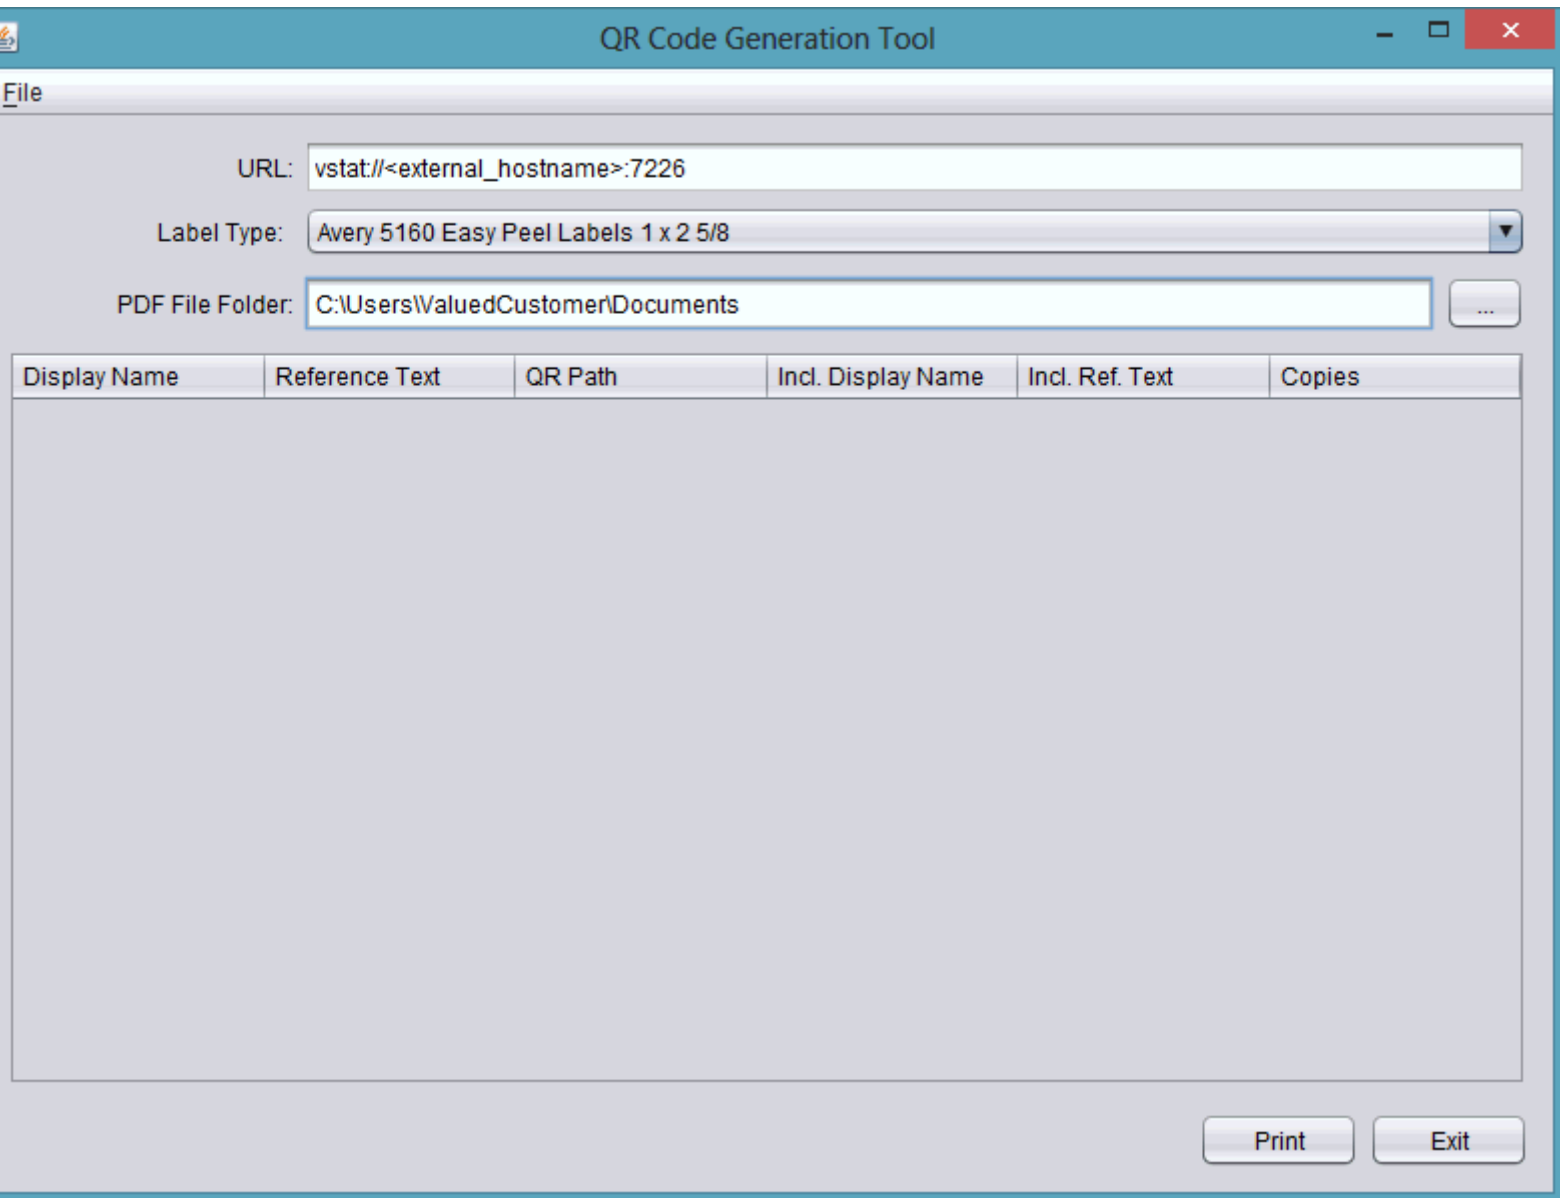 QR Code Generation Tool
File
URL: vstat://<external_hostname>:7226
Label Type: Avery 5160 Easy Peel Labels 1 x 2 5/8
PDF File Folder: C:\Users\ValuedCustomer\Documents ...
Display Name Reference Text QR Path Incl. Display Name Incl. Ref. Text Copies
Print Exit